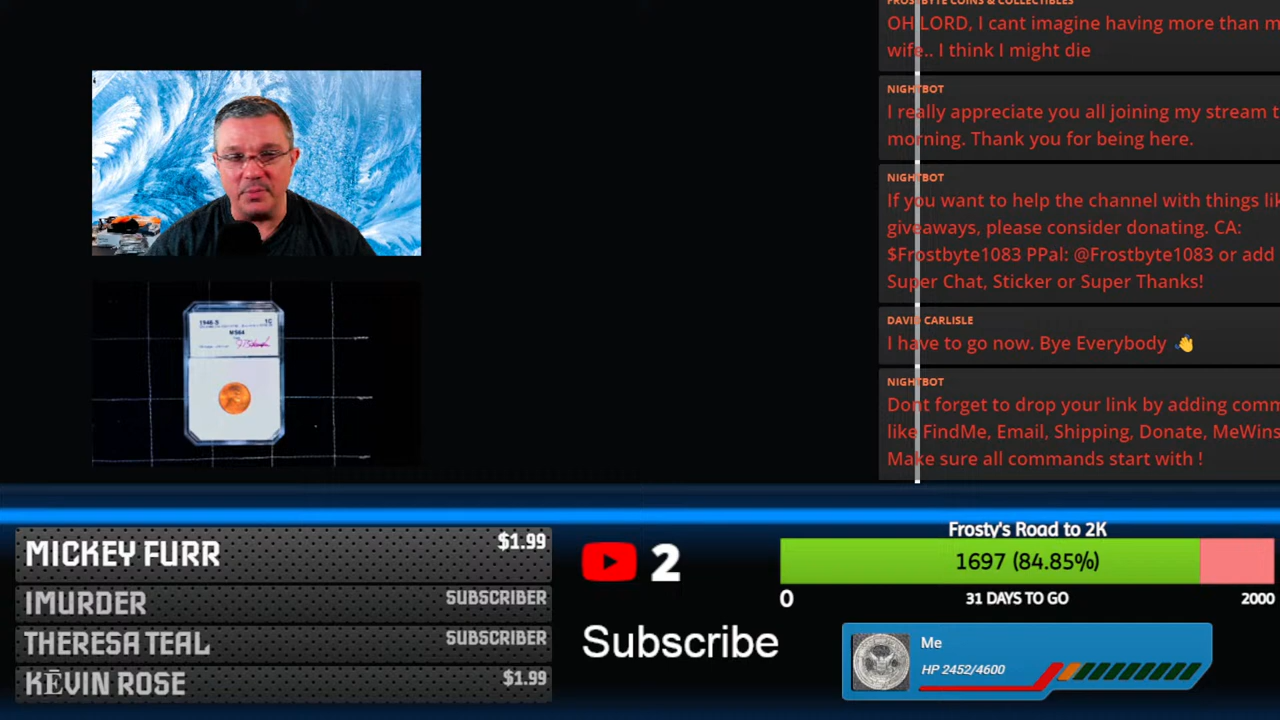 FROSTBYTE COINS & COLLECTIBLES
OH LORD, I cant imagine having more than m
wife.. I think I might die
NIGHTBOT
I really appreciate you all joining my stream t
morning. Thank you for being here.
NIGHTBOT
If you want to help the channel with things lik
giveaways, please consider donating. CA:
$Frostbyte1083 PPal: @Frostbyte1083 or add
Super Chat, Sticker or Super Thanks!
DAVID CARLISLE
I have to go now. Bye Everybody 👋
NIGHTBOT
Dont forget to drop your link by adding comm
like FindMe, Email, Shipping, Donate, MeWins
Make sure all commands start with !
1946-S 1C
MS64
MICKEY FURR $1.99
IMURDER SUBSCRIBER
THERESA TEAL SUBSCRIBER
KEVIN ROSE $1.99
2
Subscribe
Frosty's Road to 2K
1697 (84.85%)
0 31 DAYS TO GO 2000
Me
HP 2452/4600